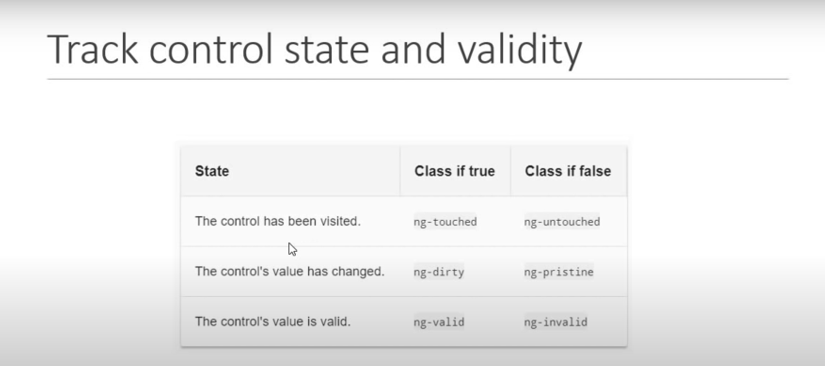 Track control state and validity
State Class if true Class if false
The control has been visited. ng-touched ng-untouched
The control's value has changed. ng-dirty ng-pristine
The control's value is valid. ng-valid ng-invalid